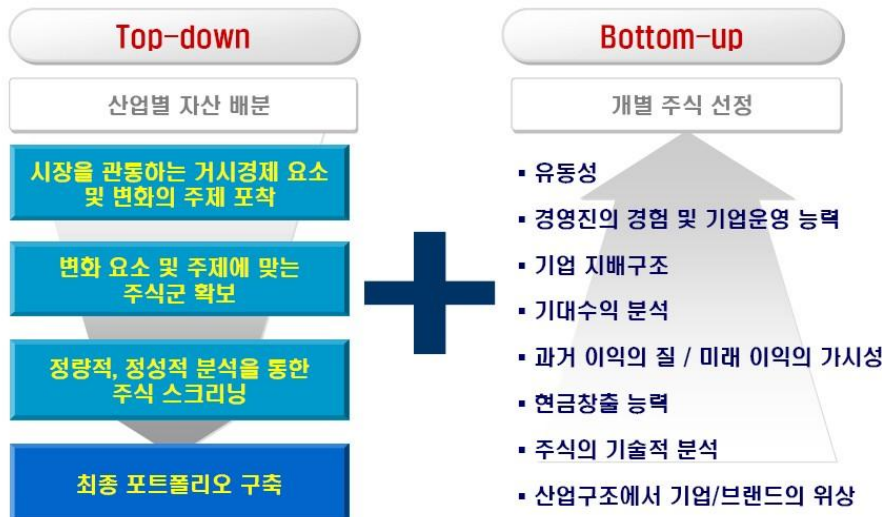 Top-down
산업별 자산 배분
시장을 관통하는 거시경제 요소
및 변화의 주제 포착
변화 요소 및 주제에 맞는
주식군 확보
정량적, 정성적 분석을 통한
주식 스크리닝
최종 포트폴리오 구축
Bottom-up
개별 주식 선정
▪ 유동성
▪ 경영진의 경험 및 기업운영 능력
▪ 기업 지배구조
▪ 기대수익 분석
▪ 과거 이익의 질 / 미래 이익의 가시성
▪ 현금창출 능력
▪ 주식의 기술적 분석
▪ 산업구조에서 기업/브랜드의 위상